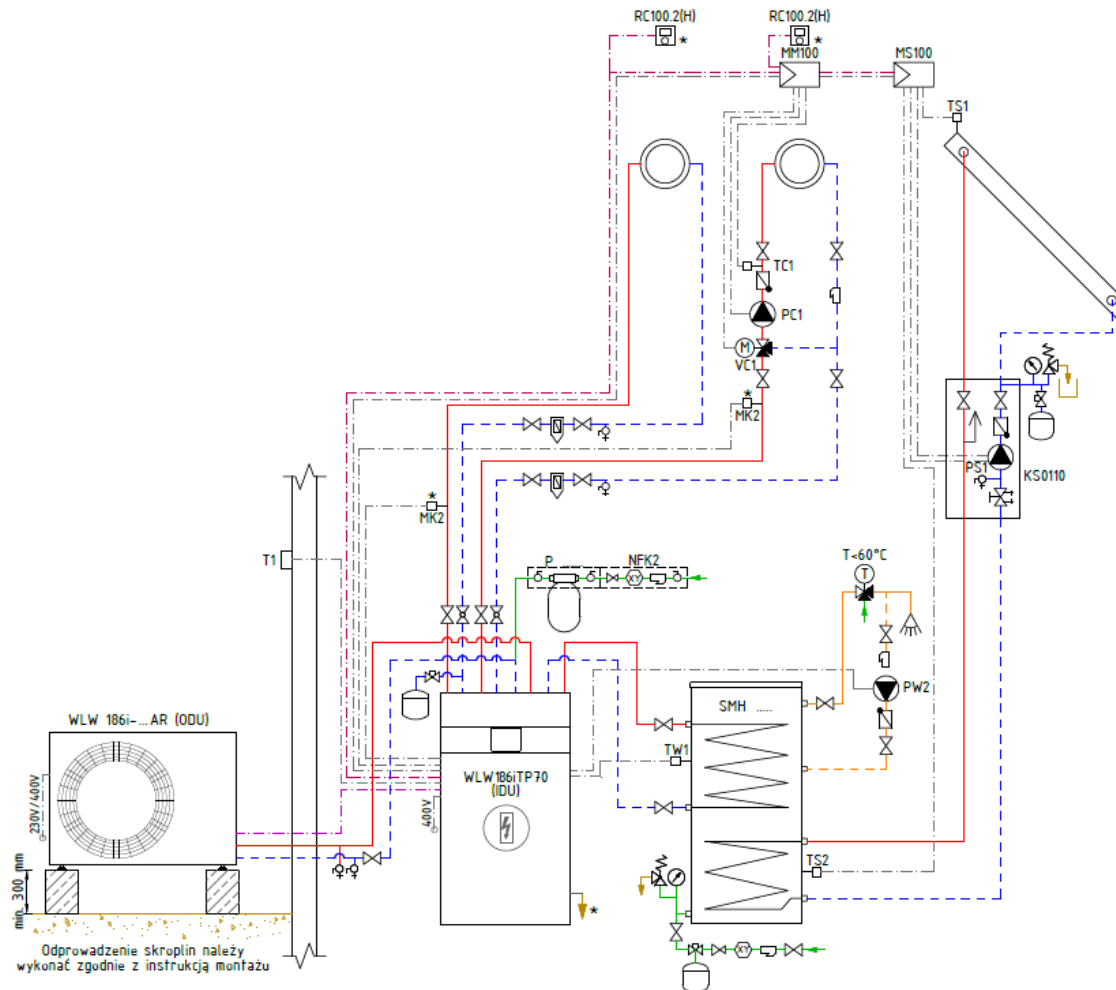 RC100.2(H)
*
RC100.2(H)
*
MM100
MS100
TS1
TC1
PC1
M
VC1
*
MK2
PS1
KS0110
*
MK2
T1
P ......
NFK2
XY
T<60°C
T
PW2
WLW 186i-...AR (ODU)
230V/400V
WLW186iTP70
(IDU)
400V
SMH .....
TW1
TS2
*
min. 300 mm
XY
Odprowadzenie skroplin należy
wykonać zgodnie z instrukcją montażu